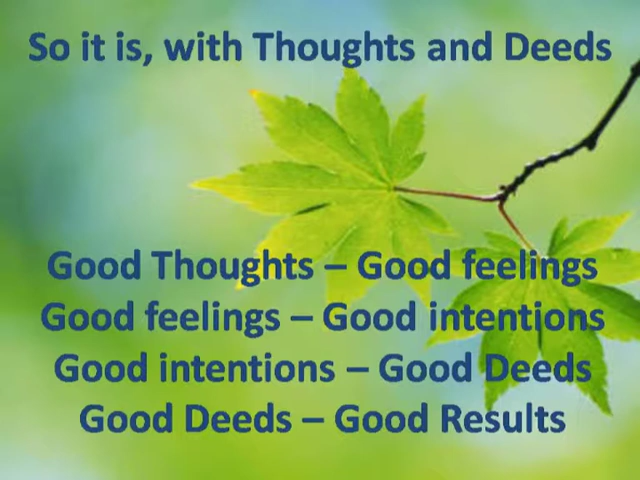 So it is, with Thoughts and Deeds
Good Thoughts – Good feelings
Good feelings – Good intentions
Good intentions – Good Deeds
Good Deeds – Good Results